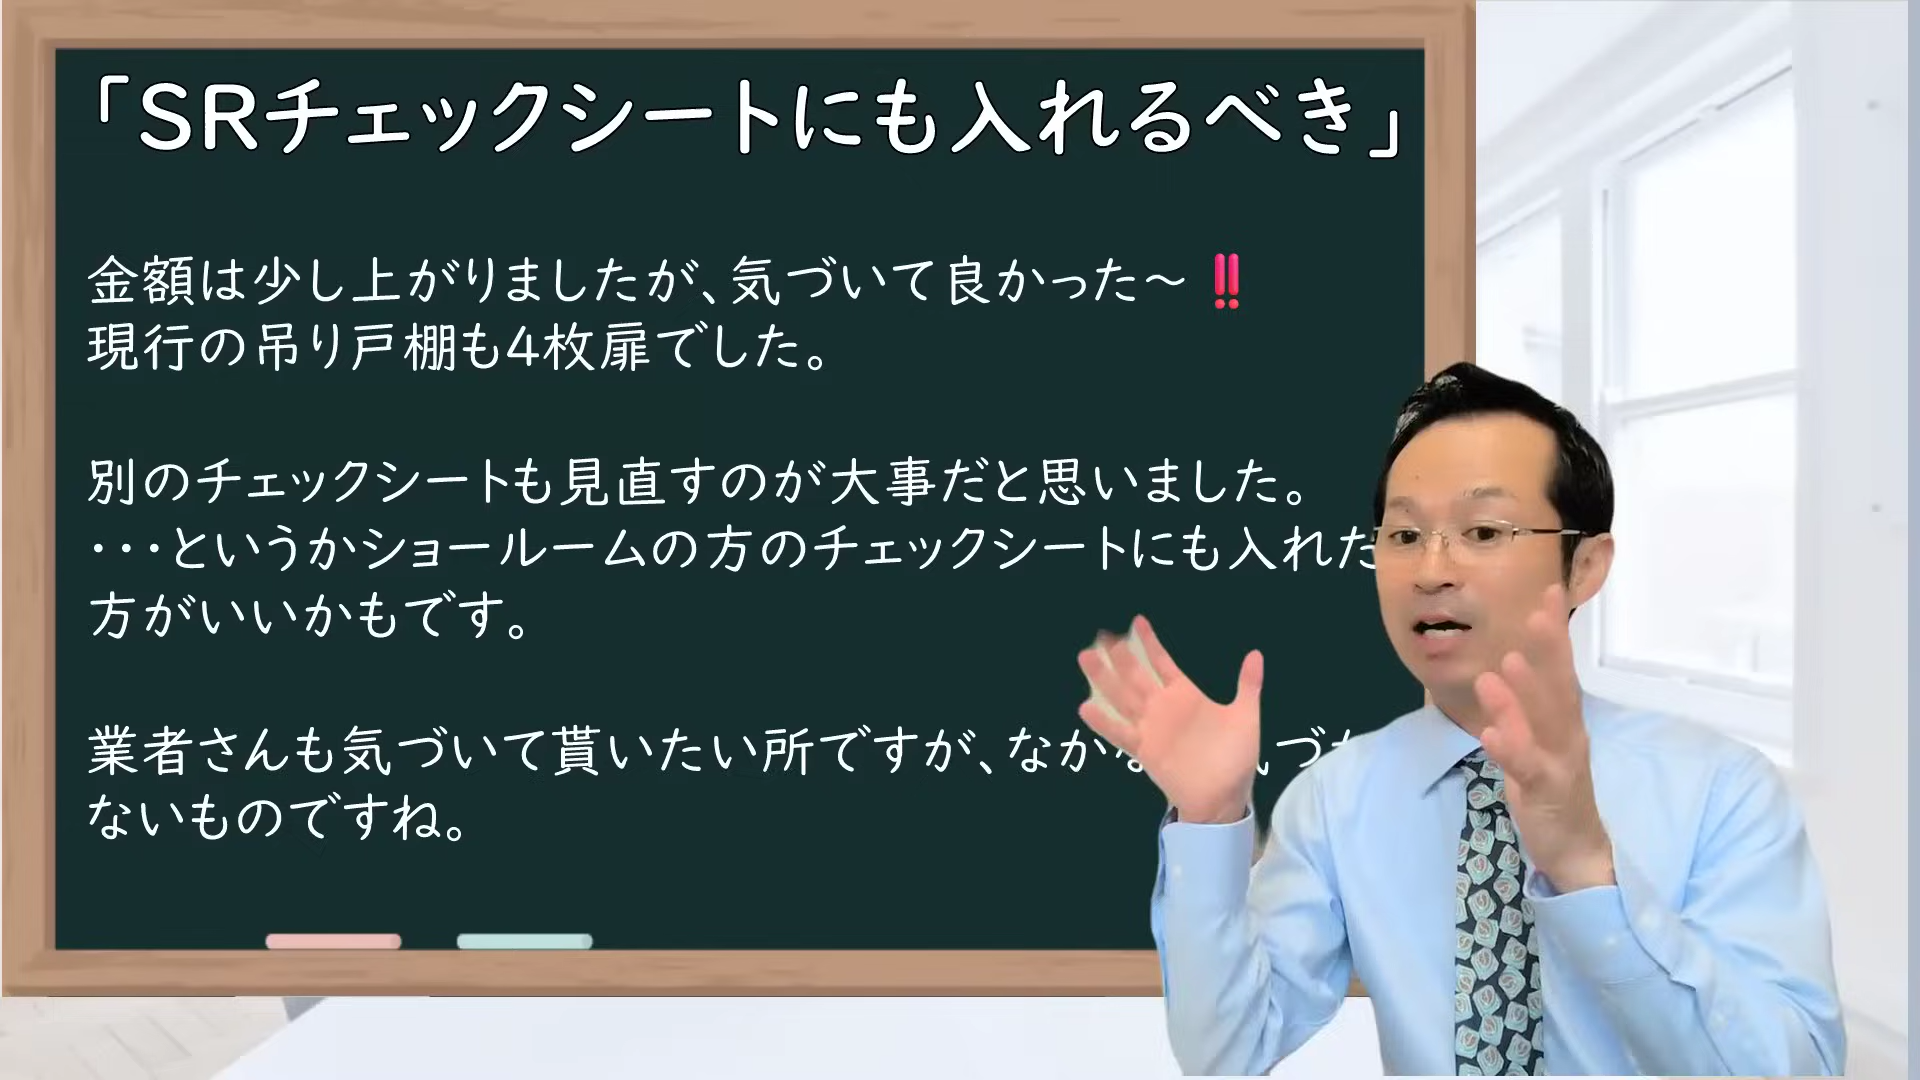 「SRチェックシートにも入れるべき」
金額は少し上がりましたが、気づいて良かった～‼
現行の吊り戸棚も4枚扉でした。
別のチェックシートも見直すのが大事だと思いました。
・・・というかショールームの方のチェックシートにも入れた
方がいいかもです。
業者さんも気づいて貰いたい所ですが、なか
ないものですね。